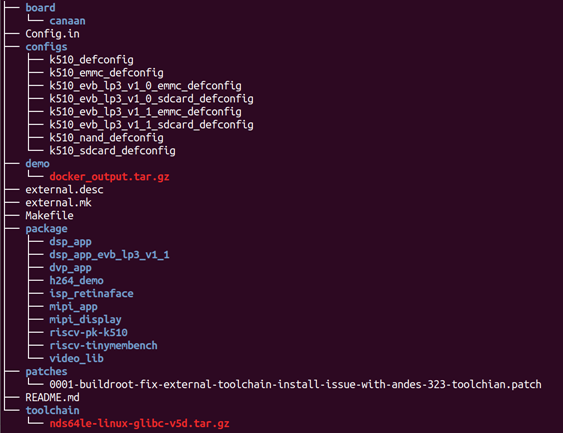 ├── board
│   └── canaan
├── Config.in
├── configs
│   ├── k510_defconfig
│   ├── k510_emmc_defconfig
│   ├── k510_evb_lp3_v1_0_emmc_defconfig
│   ├── k510_evb_lp3_v1_0_sdcard_defconfig
│   ├── k510_evb_lp3_v1_1_emmc_defconfig
│   ├── k510_evb_lp3_v1_1_sdcard_defconfig
│   ├── k510_nand_defconfig
│   └── k510_sdcard_defconfig
├── demo
│   └── docker_output.tar.gz
├── external.desc
├── external.mk
├── Makefile
├── package
│   ├── dsp_app
│   ├── dsp_app_evb_lp3_v1_1
│   ├── dvp_app
│   ├── h264_demo
│   ├── isp_retinaface
│   ├── mipi_app
│   ├── mipi_display
│   ├── riscv-pk-k510
│   ├── riscv-tinymembench
│   └── video_lib
├── patches
│   └── 0001-buildroot-fix-external-toolchain-install-issue-with-andes-323-toolchian.patch
├── README.md
├── toolchain
│   └── nds64le-linux-glibc-v5d.tar.gz